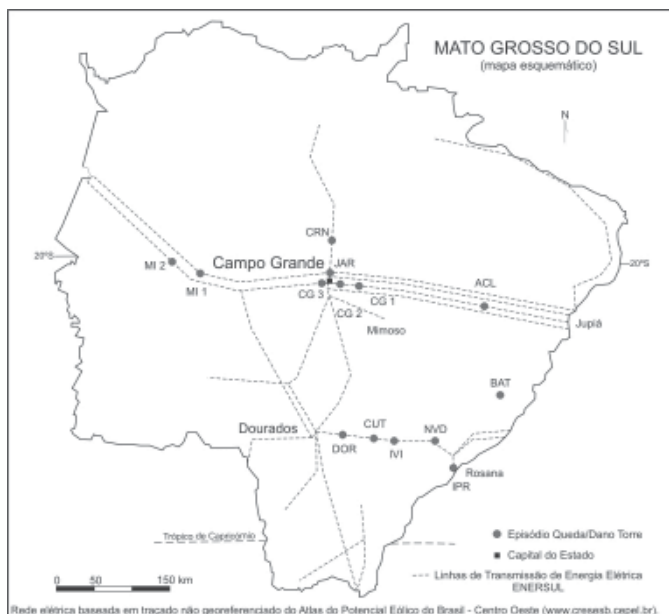 MATO GROSSO DO SUL
(mapa esquemático)
N
CRN
20ºS
MI 2
MI 1
Campo Grande
JAR
20ºS
CG 3
CG 2
CG 1
ACL
Mimoso
Jupiá
BAT
Dourados
DOR
CUT
IVI
NVD
Rosana
IPR
Trópico de Capricórnio
Episódio Queda/Dano Torre
Capital do Estado
Linhas de Transmissão de Energia Elétrica
ENERSUL
0 50 150 km
Rede elétrica baseada em traçado não georeferenciado do Atlas do Potencial Eólico do Brasil - Centro Oeste (www.cresesb.cepel.br).